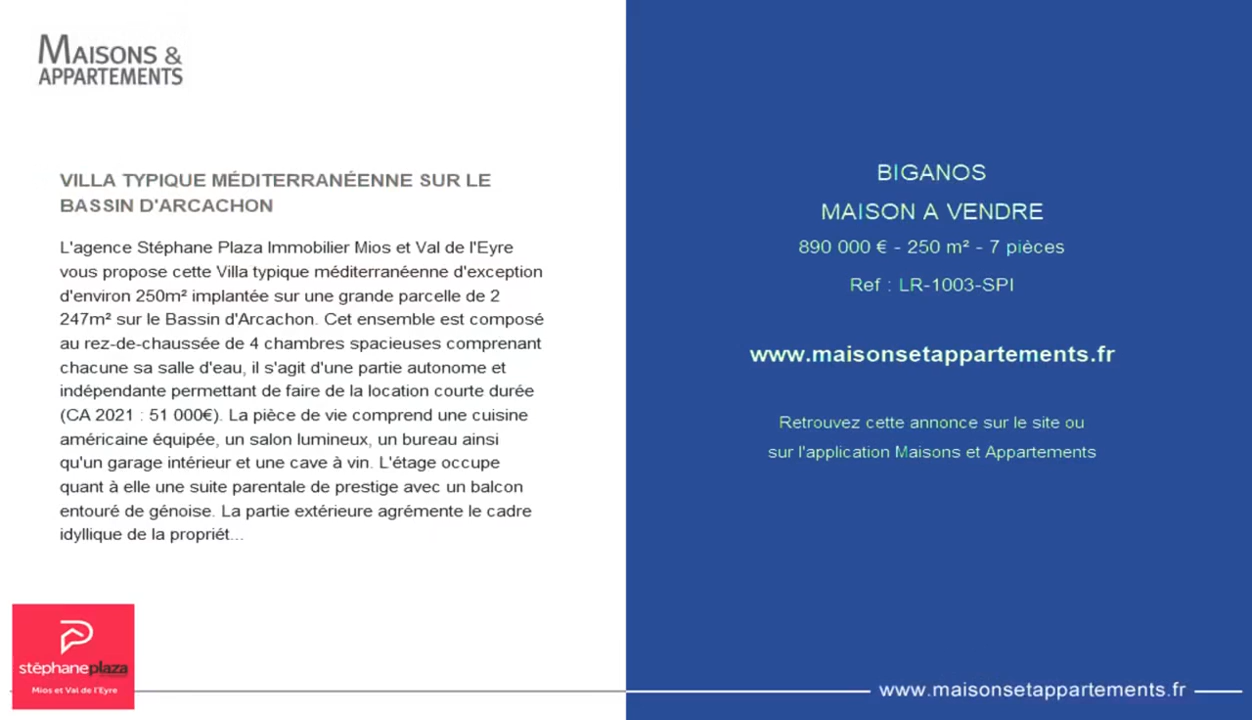 MAISONS &
APPARTEMENTS
VILLA TYPIQUE MÉDITERRANÉENNE SUR LE
BASSIN D'ARCACHON
L'agence Stéphane Plaza Immobilier Mios et Val de l'Eyre
vous propose cette Villa typique méditerranéenne d'exception
d'environ 250m² implantée sur une grande parcelle de 2
247m² sur le Bassin d'Arcachon. Cet ensemble est composé
au rez-de-chaussée de 4 chambres spacieuses comprenant
chacune sa salle d'eau, il s'agit d'une partie autonome et
indépendante permettant de faire de la location courte durée
(CA 2021 : 51 000€). La pièce de vie comprend une cuisine
américaine équipée, un salon lumineux, un bureau ainsi
qu'un garage intérieur et une cave à vin. L'étage occupe
quant à elle une suite parentale de prestige avec un balcon
entouré de génoise. La partie extérieure agrémente le cadre
idyllique de la propriét...
stéphaneplaza
Mios et Val de l'Eyre
BIGANOS
MAISON A VENDRE
890 000 € - 250 m² - 7 pièces
Ref : LR-1003-SPI
www.maisonsetappartements.fr
Retrouvez cette annonce sur le site ou
sur l'application Maisons et Appartements
www.maisonsetappartements.fr